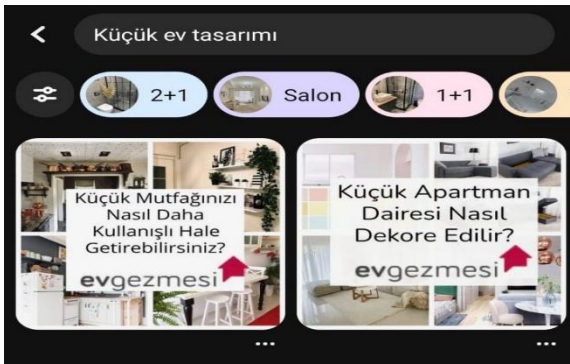 Küçük ev tasarımı
2+1
Salon
1+1
Küçük Mutfağınızı
Nasıl Daha
Kullanışlı Hale
Getirebilirsiniz?
evgezmesi
Küçük Apartman
Dairesi Nasıl
Dekore Edilir?
evgezmesi